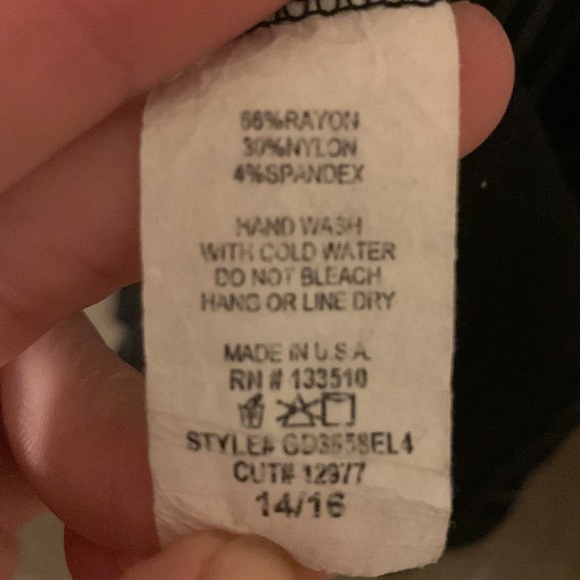 66%RAYON
30%NYLON
4%SPANDEX
HAND WASH
WITH COLD WATER
DO NOT BLEACH
HANG OR LINE DRY
MADE IN U.S.A.
RN # 133510
STYLE#
CUT# 12977
14/16